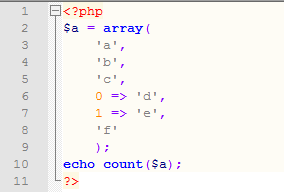 1 <?php
2 $a = array(
3 'a',
4 'b',
5 'c',
6 0 => 'd',
7 1 => 'e',
8 'f'
9 );
10 echo count($a);
11 ?>